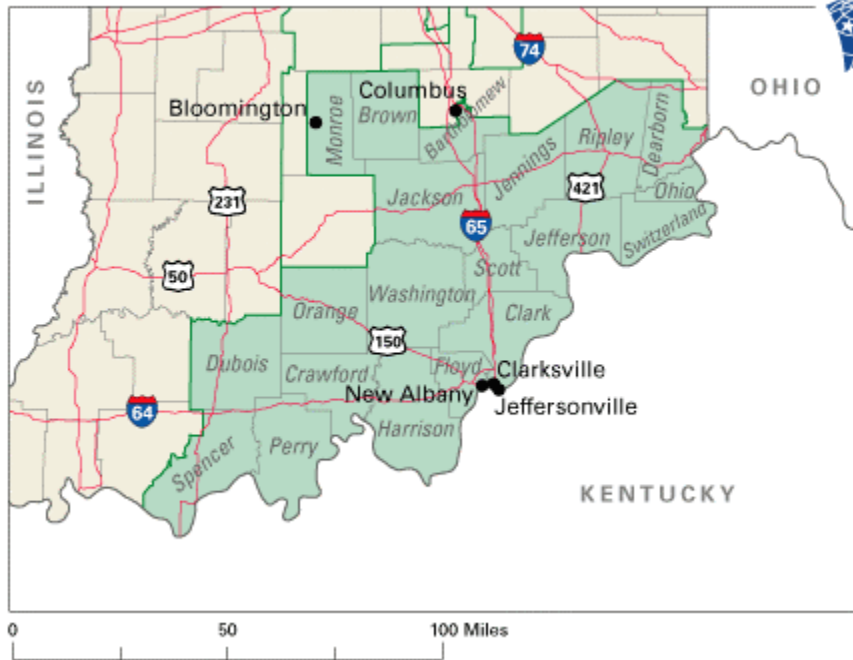 74
OHIO
ILLINOIS
Columbus
Bloomington
Monroe
Brown
Bartholomew
Dearborn
Ripley
Jennings
421
Ohio
231
Jackson
65
Jefferson
Switzerland
50
Scott
Washington
Orange
Clark
150
Dubois
Floyd
Clarksville
Crawford
New Albany
Jeffersonville
64
Harrison
Perry
Spencer
KENTUCKY
0 50 100 Miles